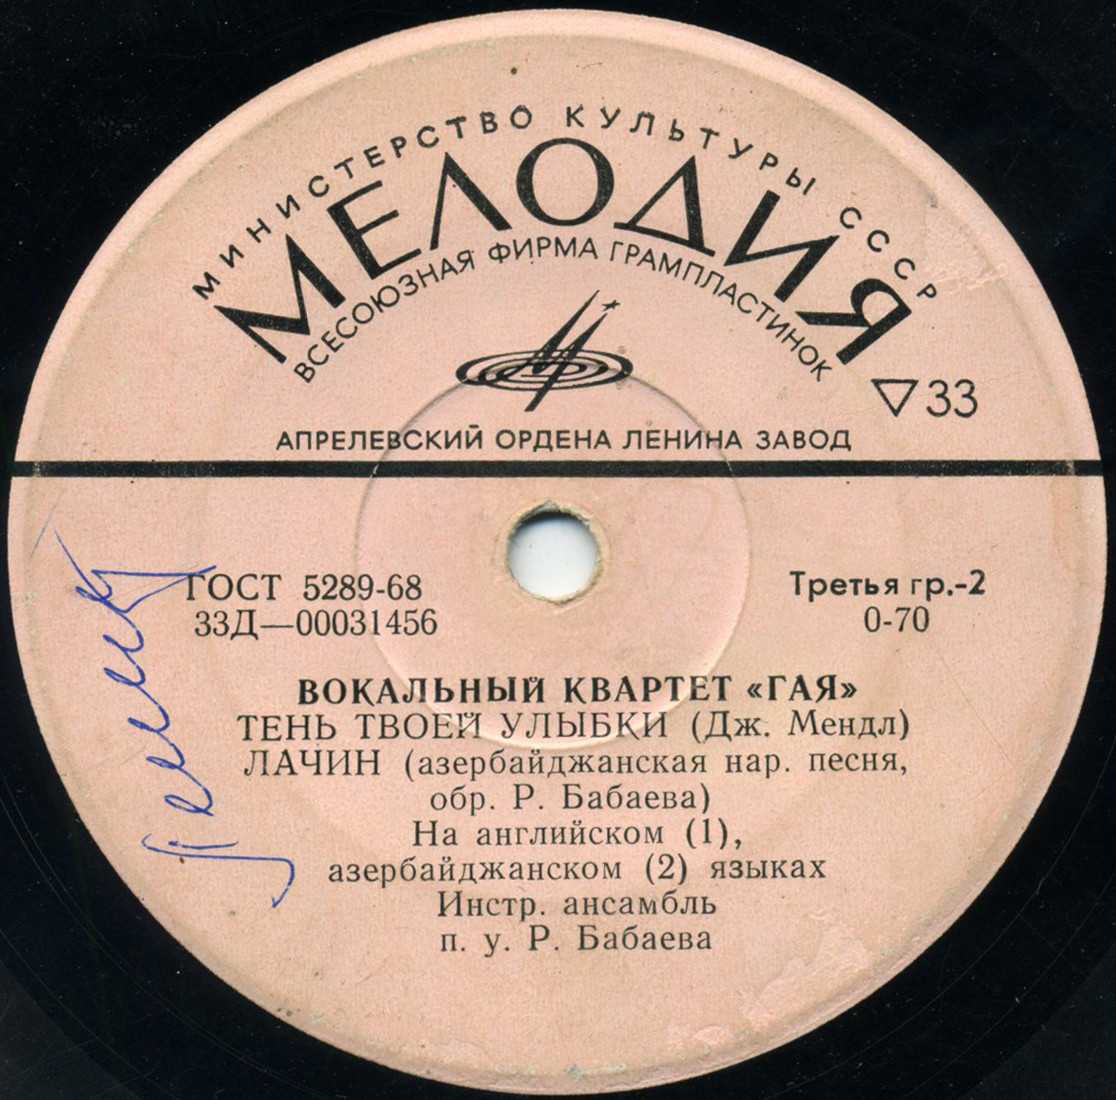 МИНИСТЕРСТВО КУЛЬТУРЫ СССР
МЕЛОДИЯ
ВСЕСОЮЗНАЯ ФИРМА ГРАМПЛАСТИНОК
33
АПРЕЛЕВСКИЙ ОРДЕНА ЛЕНИНА ЗАВОД
ГОСТ 5289-68
33Д—00031456
Третья гр.-2
0-70
ВОКАЛЬНЫЙ КВАРТЕТ «ГАЯ»
ТЕНЬ ТВОЕЙ УЛЫБКИ (Дж. Мендл)
ЛАЧИН (азербайджанская нар. песня,
обр. Р. Бабаева)
На английском (1),
азербайджанском (2) языках
Инстр. ансамбль
п. у. Р. Бабаева